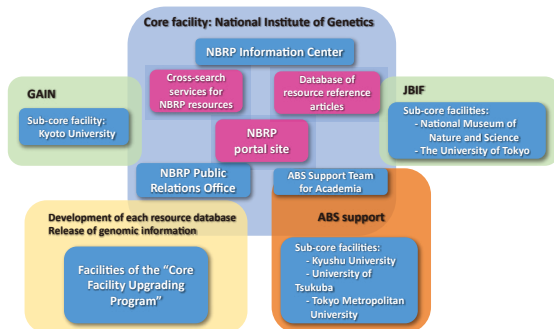 Core facility: National Institute of Genetics
NBRP Information Center
Cross-search
services for
NBRP resources
Database of
resource reference
articles
NBRP
portal site
NBRP Public
Relations Office
ABS Support Team
for Academia
GAIN
Sub-core facility:
Kyoto University
JBIF
Sub-core facilities:
- National Museum of
Nature and Science
- The University of Tokyo
Development of each resource database
Release of genomic information
Facilities of the “Core
Facility Upgrading
Program”
ABS support
Sub-core facilities:
- Kyushu University
- University of
Tsukuba
- Tokyo Metropolitan
University